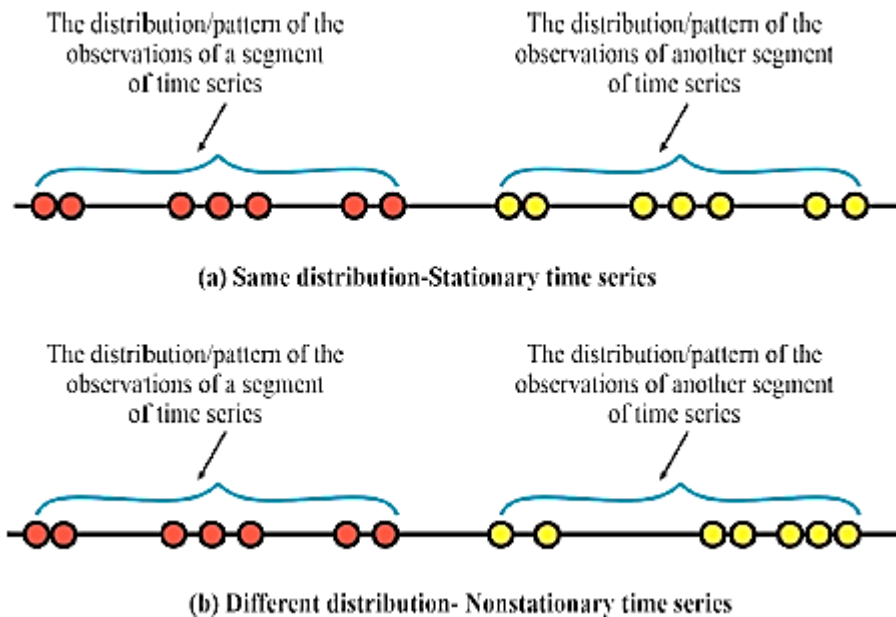 The distribution/pattern of the
observations of a segment
of time series
The distribution/pattern of the
observations of another segment
of time series
(a) Same distribution-Stationary time series
The distribution/pattern of the
observations of a segment
of time series
The distribution/pattern of the
observations of another segment
of time series
(b) Different distribution- Nonstationary time series